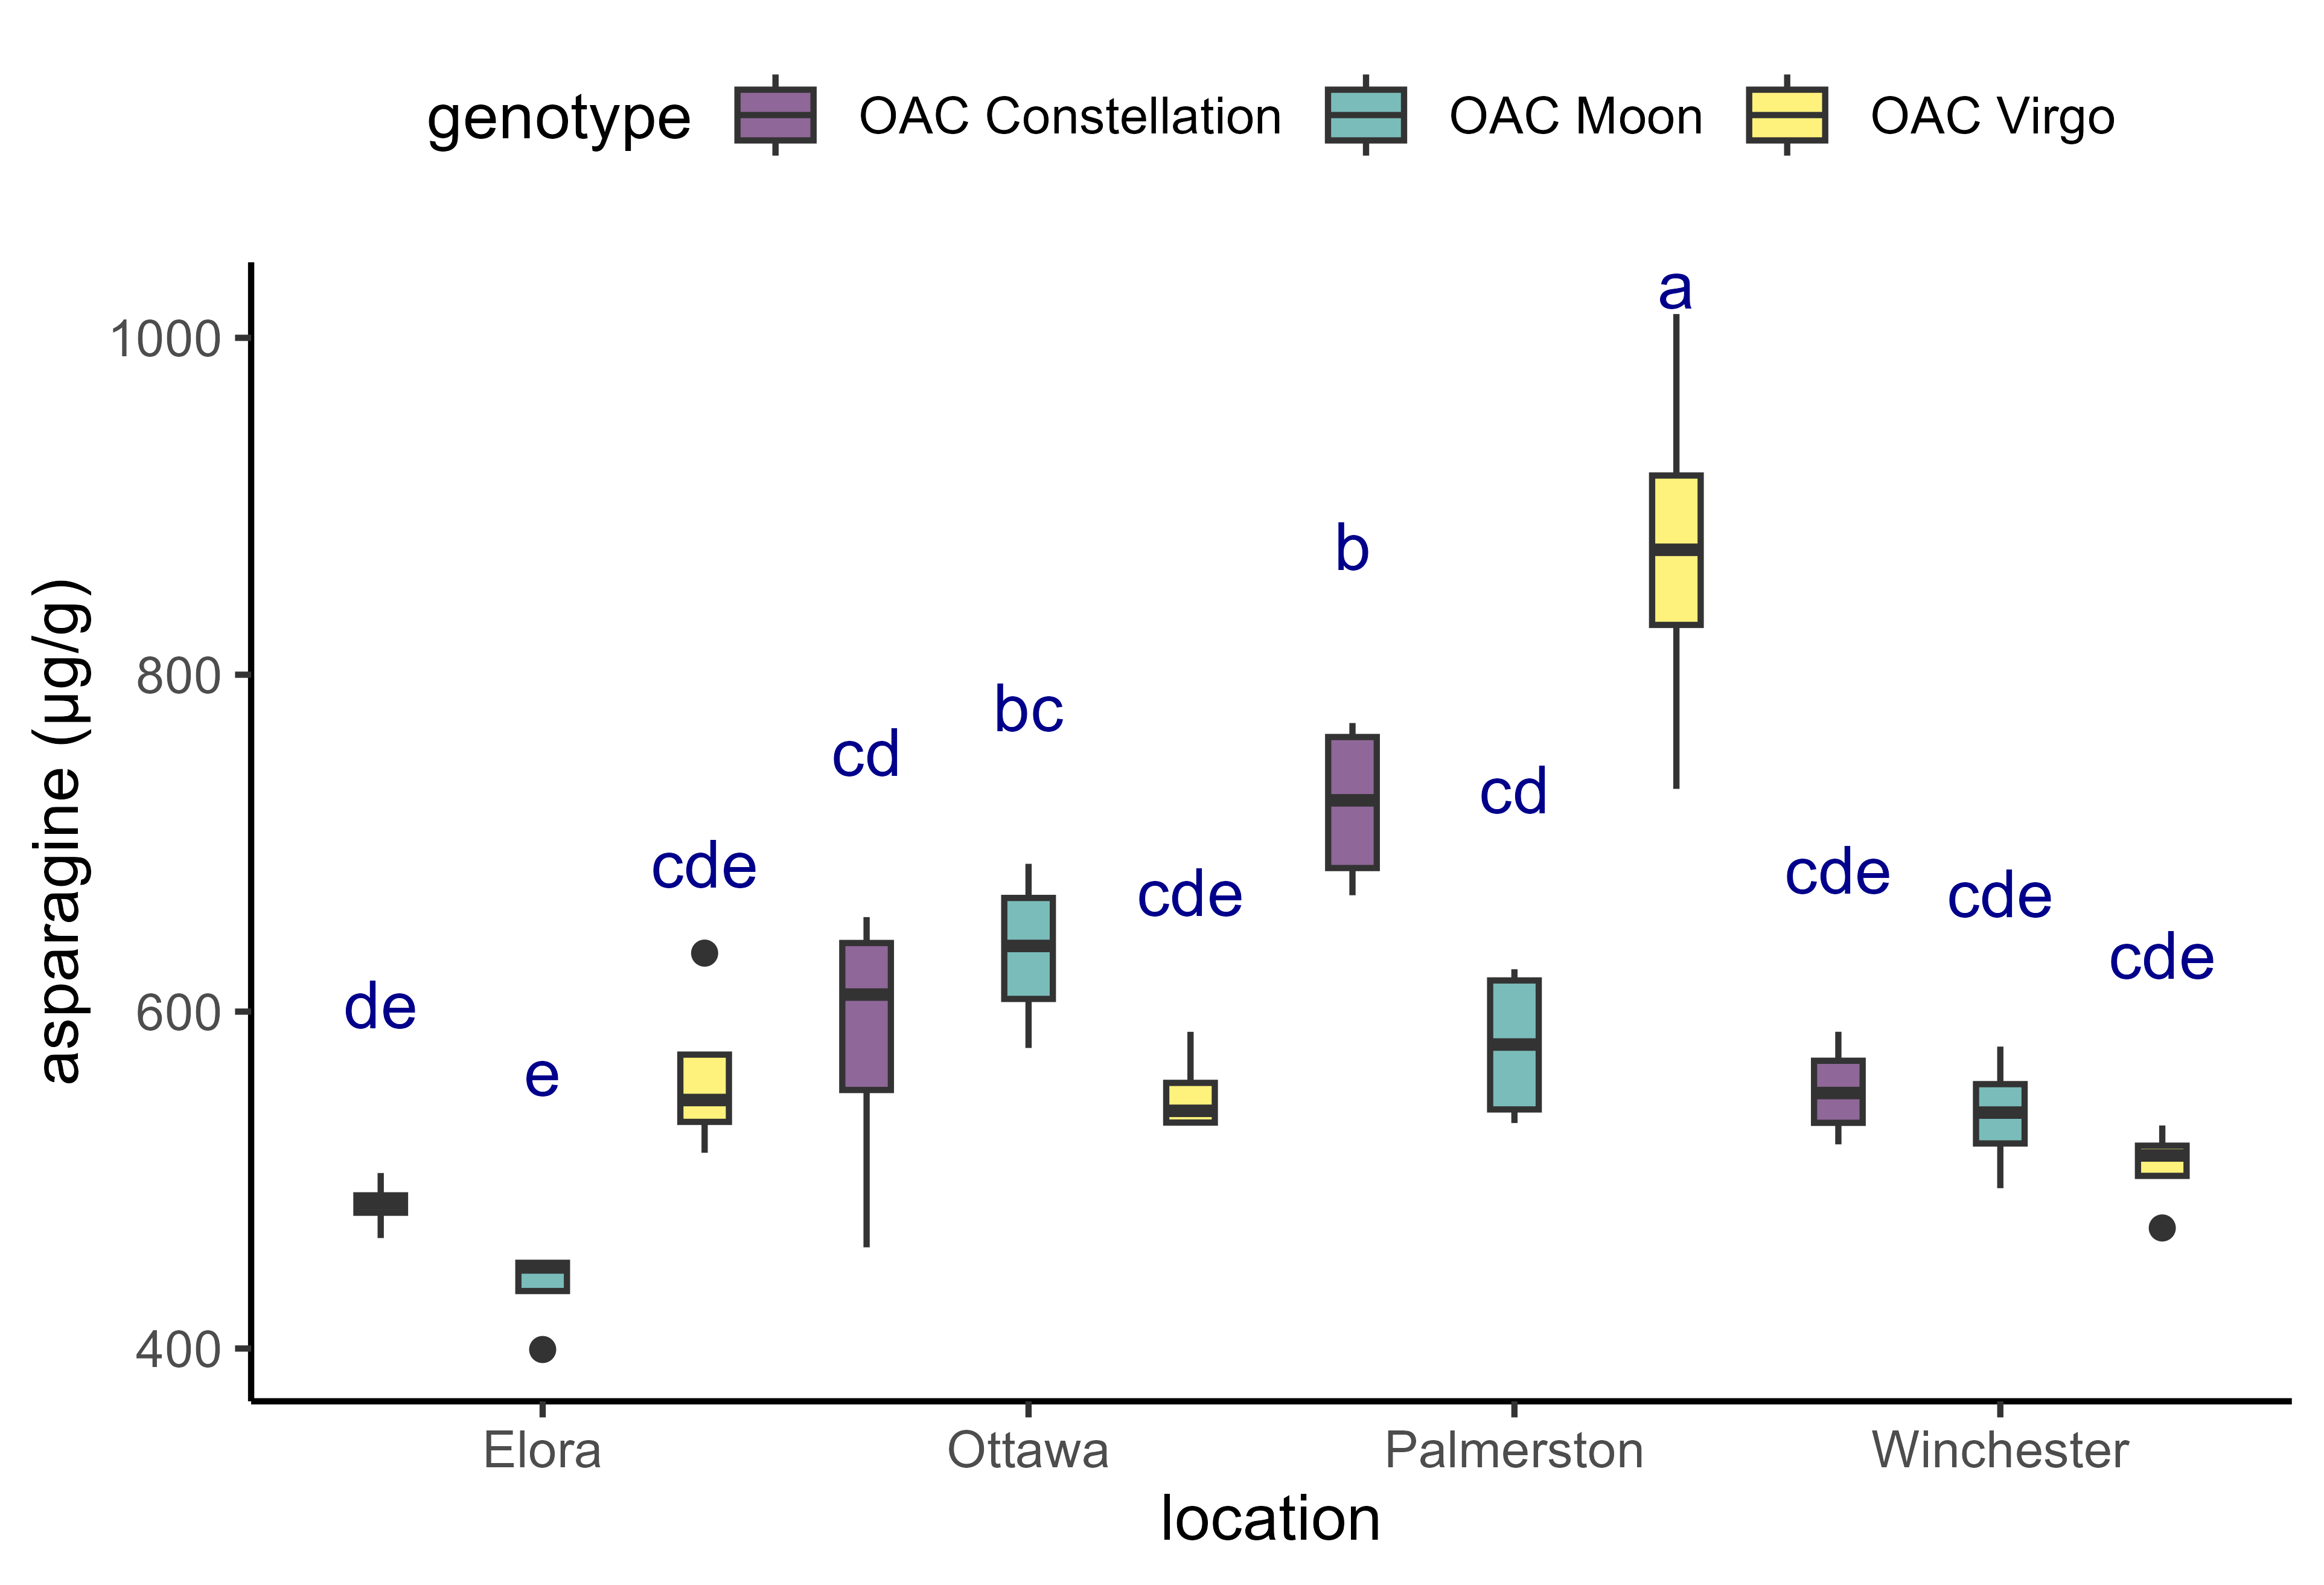 genotype OAC Constellation OAC Moon OAC Virgo
asparagine (µg/g)
1000
800
600
400
a
b
bc
cd
cd
cde
cde
cde
cde
cde
de
e
Elora Ottawa Palmerston Winchester
location